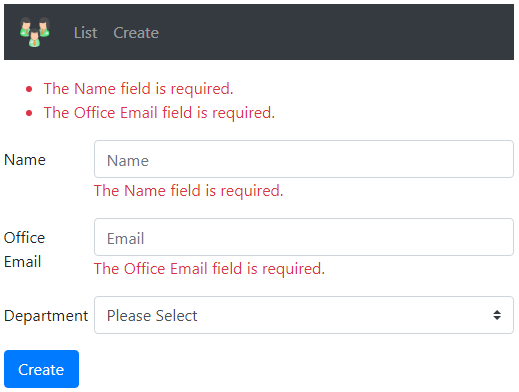 List Create
The Name field is required.
The Office Email field is required.
Name Name
The Name field is required.
Office Email
Email
The Office Email field is required.
Department Please Select
Create